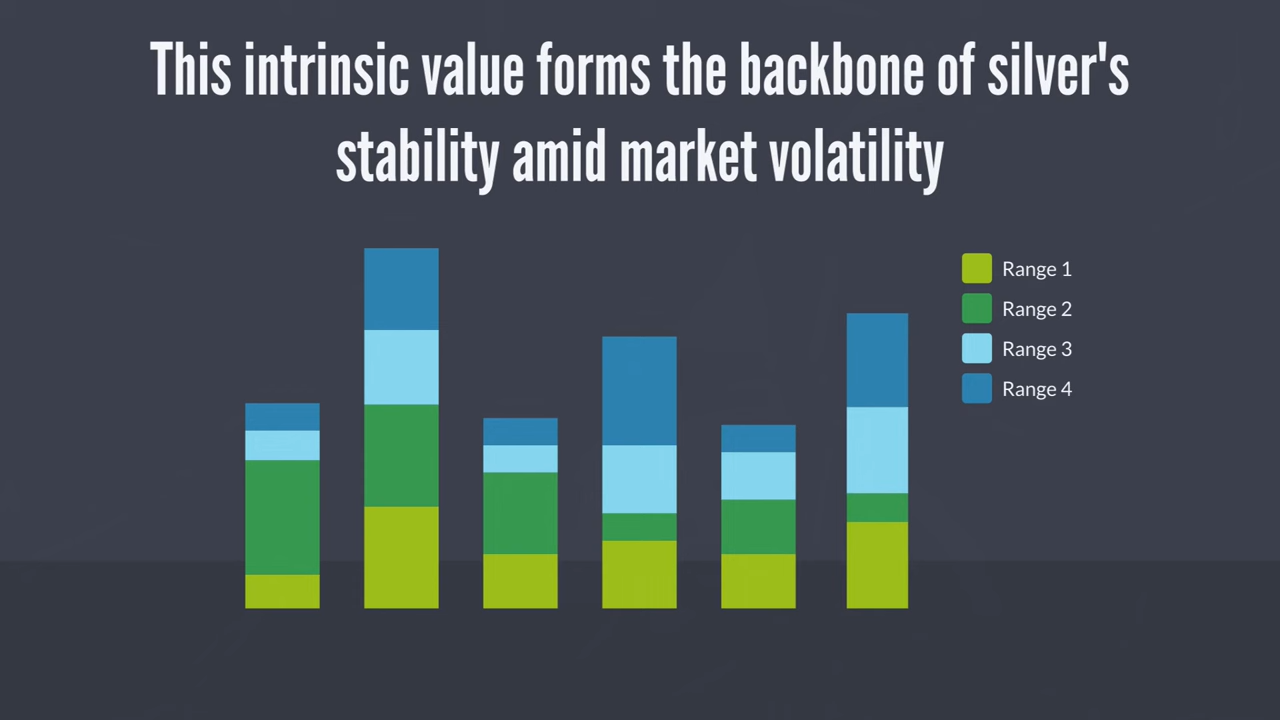 This intrinsic value forms the backbone of silver's
stability amid market volatility
Range 1
Range 2
Range 3
Range 4